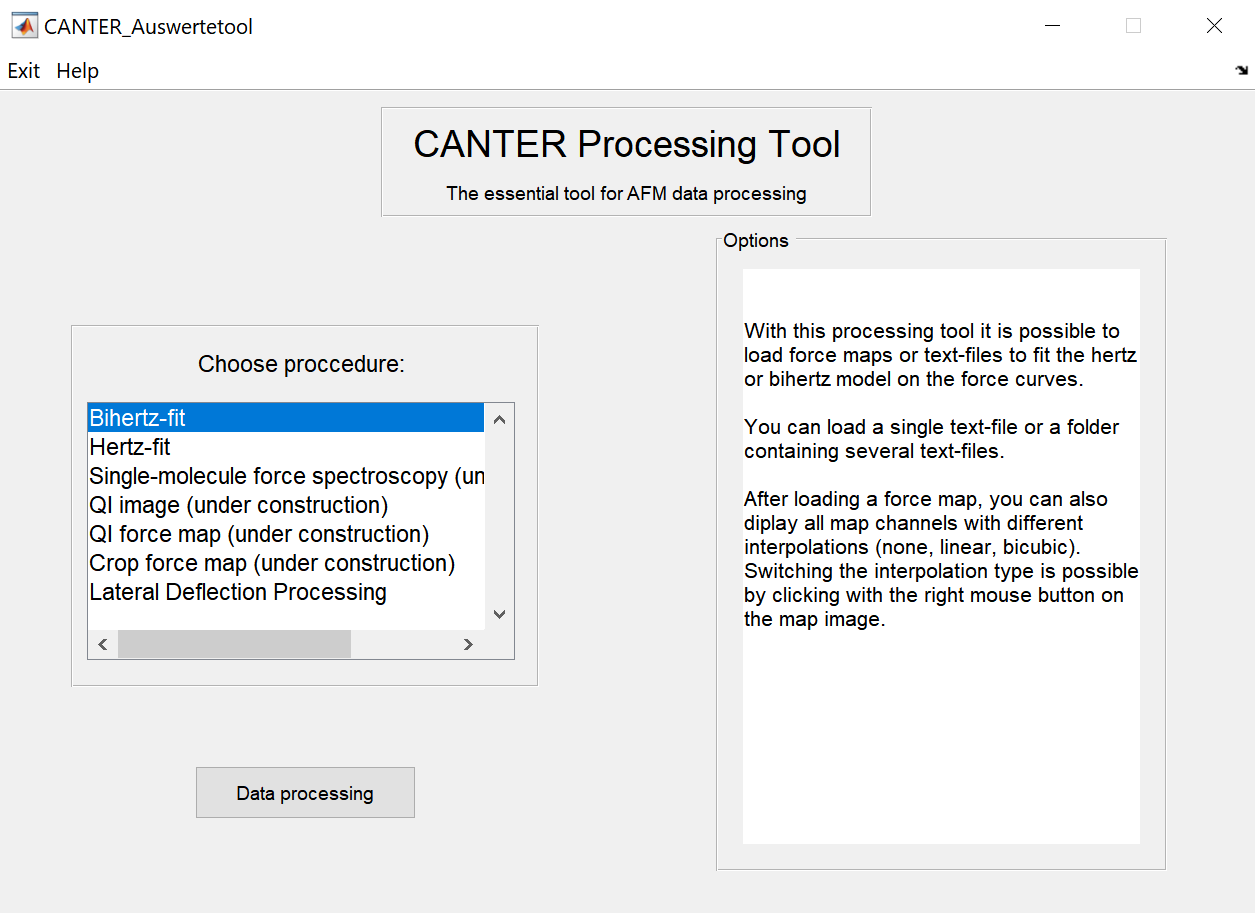 CANTER_Auswertetool
Exit Help
CANTER Processing Tool
The essential tool for AFM data processing
Options
With this processing tool it is possible to
load force maps or text-files to fit the hertz
or bihertz model on the force curves.
You can load a single text-file or a folder
containing several text-files.
After loading a force map, you can also
diplay all map channels with different
interpolations (none, linear, bicubic).
Switching the interpolation type is possible
by clicking with the right mouse button on
the map image.
Choose proccedure:
Bihertz-fit
Hertz-fit
Single-molecule force spectroscopy (un
QI image (under construction)
QI force map (under construction)
Crop force map (under construction)
Lateral Deflection Processing
Data processing